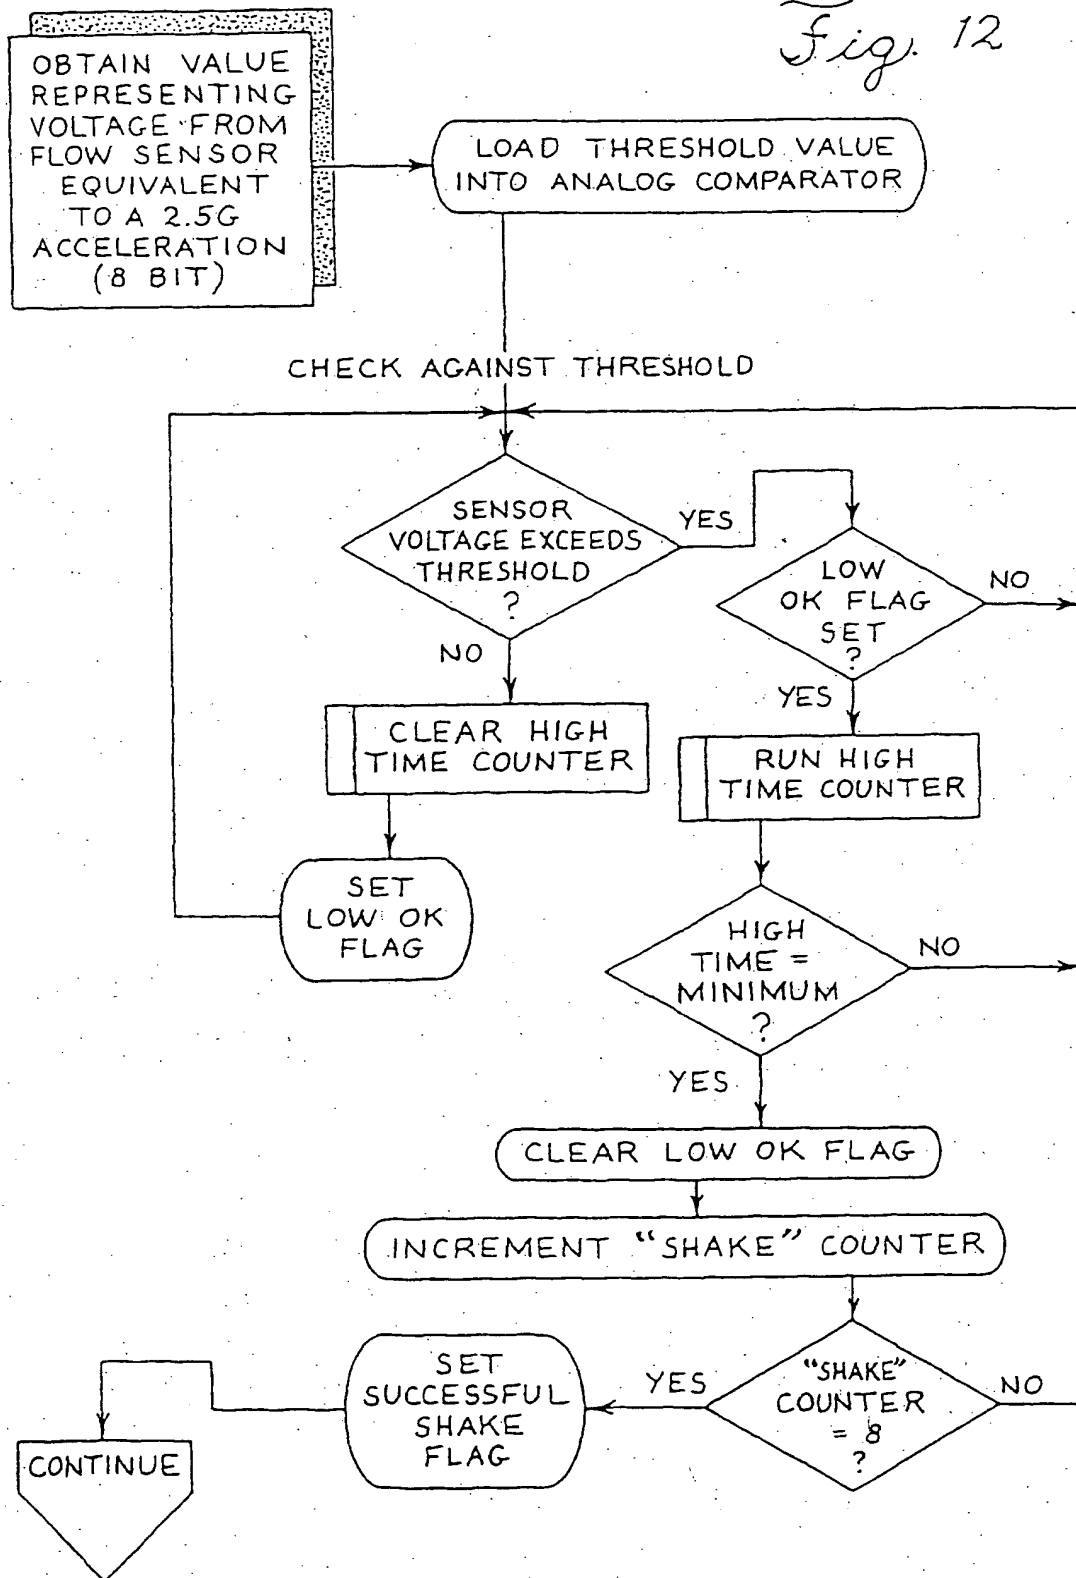 Fig. 12
OBTAIN VALUE
REPRESENTING
VOLTAGE FROM
FLOW SENSOR
EQUIVALENT
TO A 2.5G
ACCELERATION
(8 BIT)
LOAD THRESHOLD VALUE
INTO ANALOG COMPARATOR
CHECK AGAINST THRESHOLD
SENSOR
VOLTAGE EXCEEDS
THRESHOLD
?
YES
NO
LOW
OK FLAG
SET
?
NO
YES
CLEAR HIGH
TIME COUNTER
RUN HIGH
TIME COUNTER
SET
LOW OK
FLAG
HIGH
TIME =
MINIMUM
?
NO
YES
CLEAR LOW OK FLAG
INCREMENT "SHAKE" COUNTER
"SHAKE"
COUNTER
= 8
?
NO
YES
SET
SUCCESSFUL
SHAKE
FLAG
CONTINUE